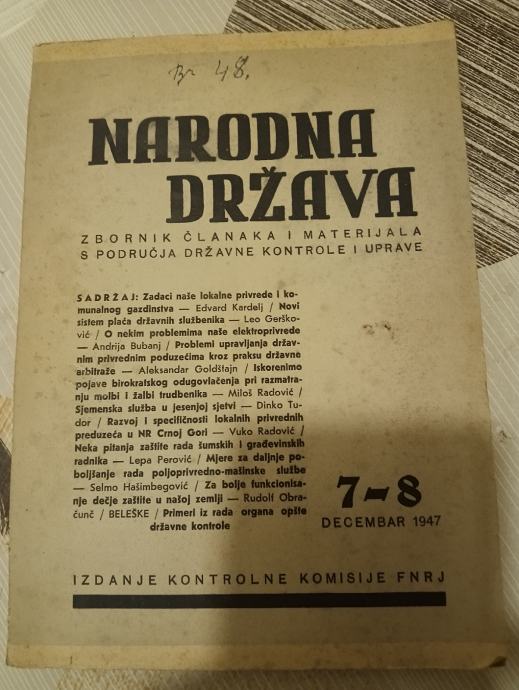 Br 48.
NARODNA
DRŽAVA
ZBORNIK ČLANAKA I MATERIJALA
S PODRUČJA DRŽAVNE KONTROLE I UPRAVE
SADRŽAJ: Zadaci naše lokalne privrede i ko-
munalnog gazdinstva — Edvard Kardelj / Novi
sistem plaća državnih službenika — Leo Gerško-
vić / O nekim problemima naše elektroprivrede
— Andrija Bubanj / Problemi upravljanja držav-
nim privrednim poduzećima kroz praksu državne
arbitraže — Aleksandar Goldštajn / Iskorenimo
pojave birokratskog odugovlačenja pri razmatra-
nju molbi i žalbi trudbenika — Miloš Radović /
Sjemenska služba u jesenjoj sjetvi — Dinko Tu-
dor / Razvoj i specifičnosti lokalnih privrednih
preduzeća u NR Crnoj Gori — Vuko Radović /
Neka pitanja zaštite rada šumskih i građevinskih
radnika — Lepa Perović / Mjere za daljnje po-
boljšanje rada poljoprivredno-mašinske službe
— Selmo Hašimbegović / Za bolje funkcionisa-
nje dečje zaštite u našoj zemlji — Rudolf Obra-
čunč / BELEŠKE / Primeri iz rada organa opšte
državne kontrole
7-8
DECEMBAR 1947
IZDANJE KONTROLNE KOMISIJE FNRJ